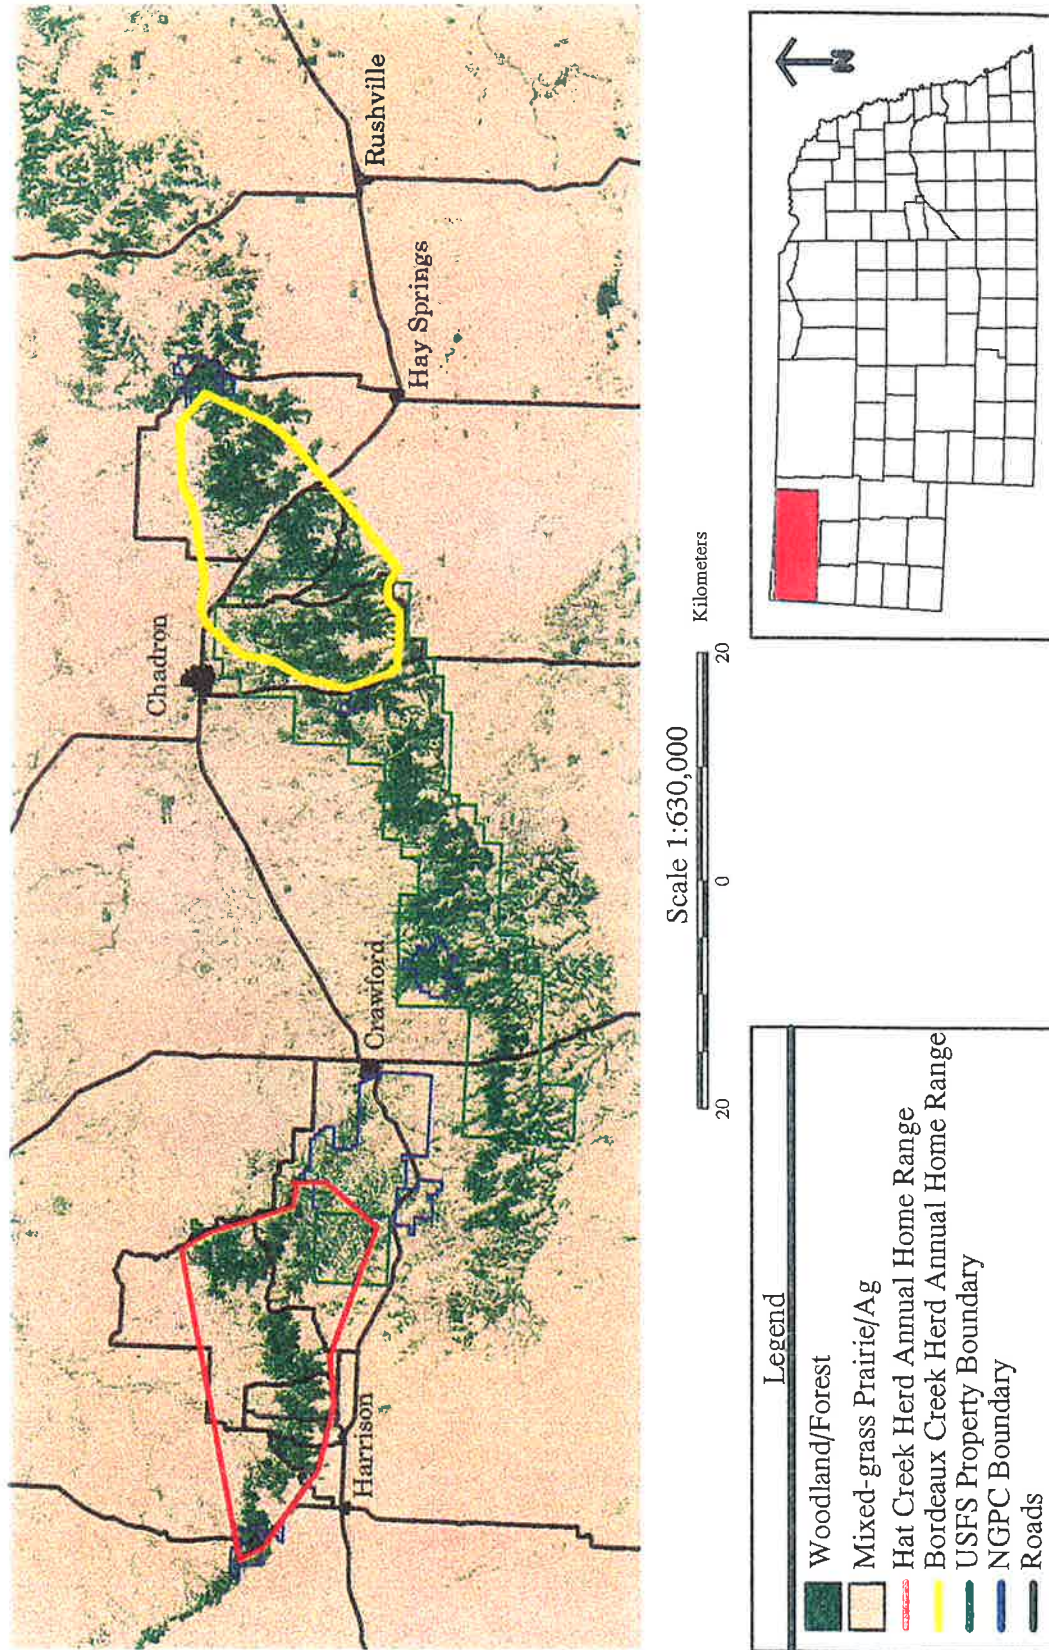 Rushville
Hay Springs
Chadron
Crawford
Harrison
Scale 1:630,000
20
0
20
Kilometers
Legend
Woodland/Forest
Mixed-grass Prairie/Ag
Hat Creek Herd Annual Home Range
Bordeaux Creek Herd Annual Home Range
USFS Property Boundary
NGPC Boundary
Roads
N